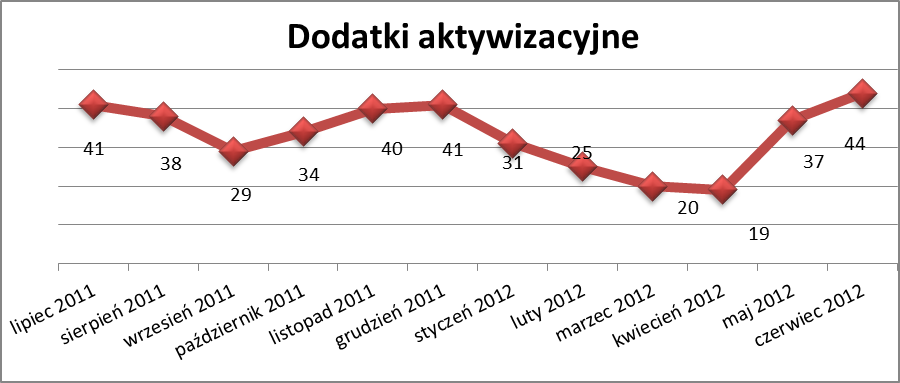 Dodatki aktywizacyjne
41
38
29
34
40
41
31
25
20
19
37
44
lipiec 2011
sierpień 2011
wrzesień 2011
październik 2011
listopad 2011
grudzień 2011
styczeń 2012
luty 2012
marzec 2012
kwiecień 2012
maj 2012
czerwiec 2012